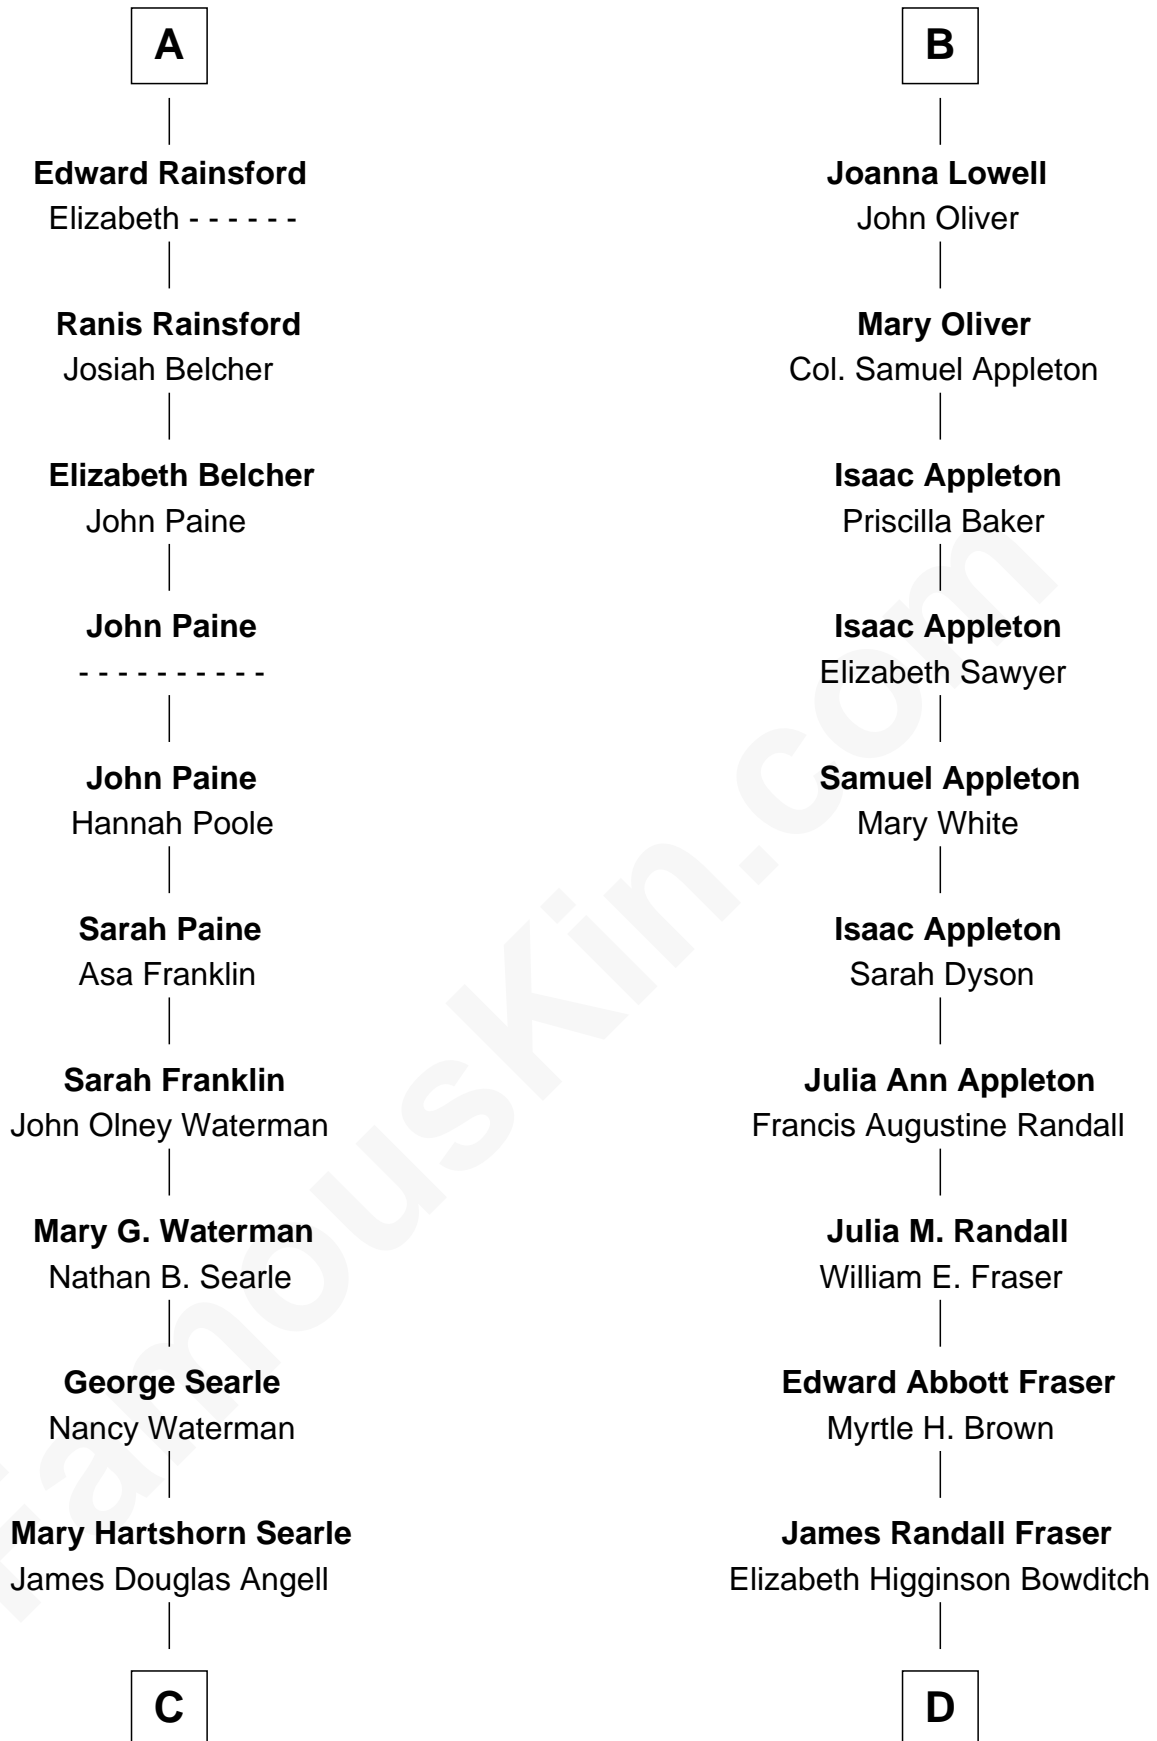 A
Edward Rainsford
Elizabeth - - - - - -
Ranis Rainsford
Josiah Belcher
Elizabeth Belcher
John Paine
John Paine
- - - - - - - - - -
John Paine
Hannah Poole
Sarah Paine
Asa Franklin
Sarah Franklin
John Olney Waterman
Mary G. Waterman
Nathan B. Searle
George Searle
Nancy Waterman
Mary Hartshorn Searle
James Douglas Angell
C
B
Joanna Lowell
John Oliver
Mary Oliver
Col. Samuel Appleton
Isaac Appleton
Priscilla Baker
Isaac Appleton
Elizabeth Sawyer
Samuel Appleton
Mary White
Isaac Appleton
Sarah Dyson
Julia Ann Appleton
Francis Augustine Randall
Julia M. Randall
William E. Fraser
Edward Abbott Fraser
Myrtle H. Brown
James Randall Fraser
Elizabeth Higginson Bowditch
D
FamousKin.com